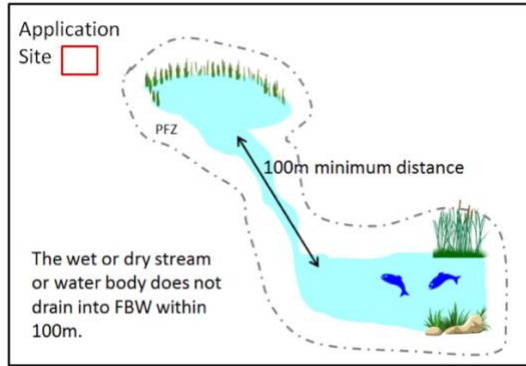 Application
Site
PFZ
100m minimum distance
The wet or dry stream
or water body does not
drain into FBW within
100m.